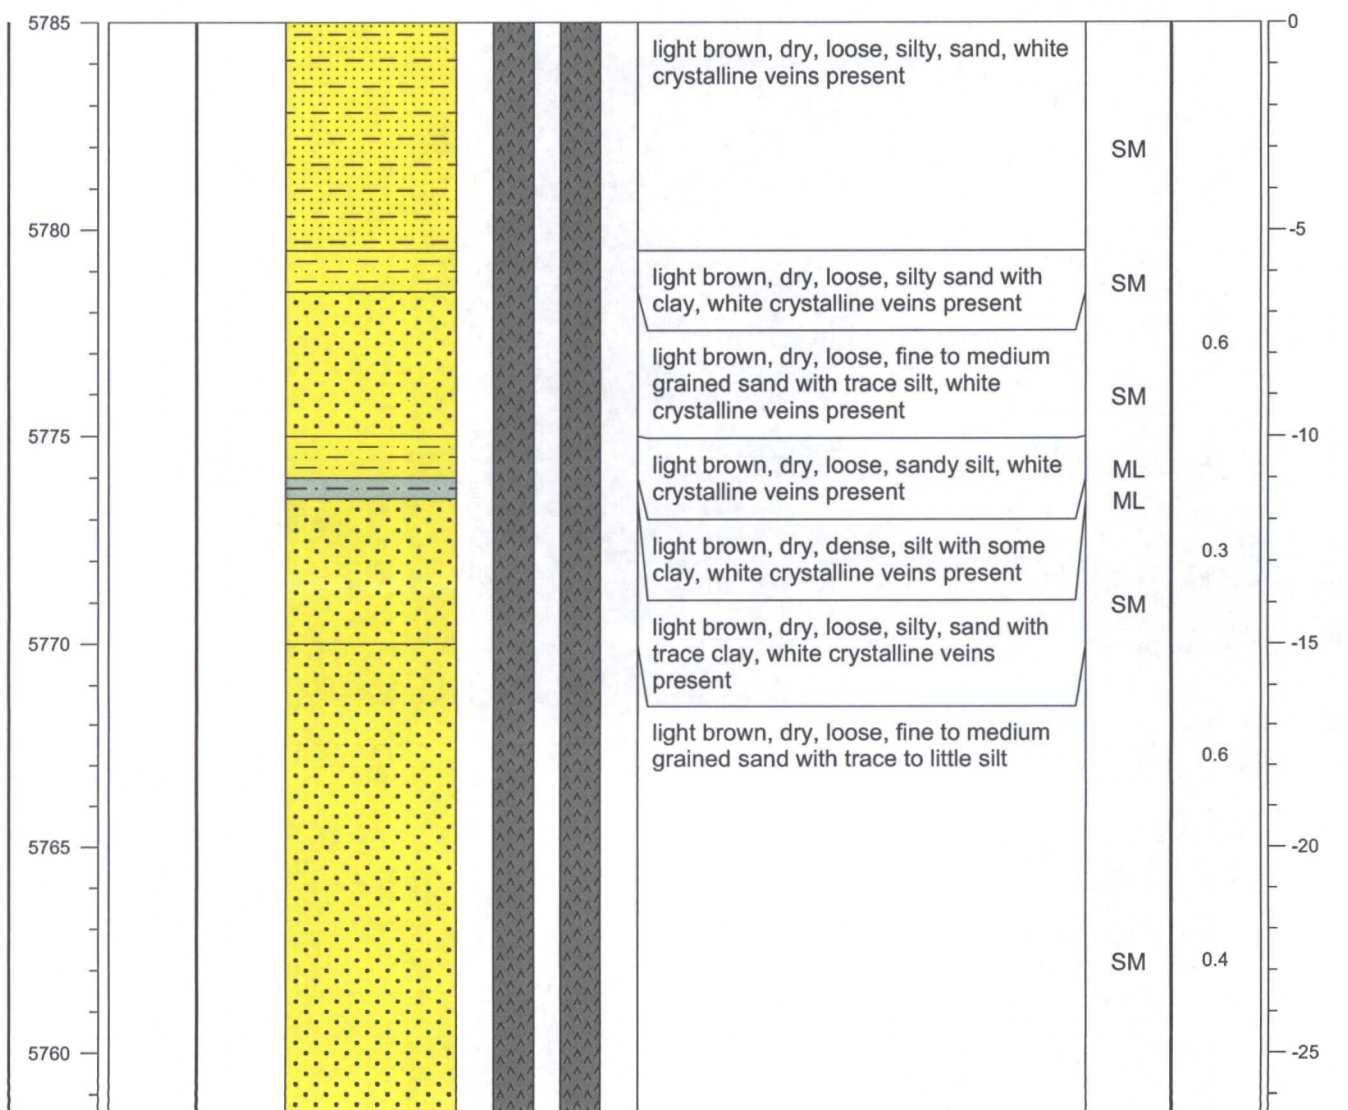 5785
0
light brown, dry, loose, silty, sand, white
crystalline veins present
SM
5780
-5
light brown, dry, loose, silty sand with
clay, white crystalline veins present
SM
0.6
light brown, dry, loose, fine to medium
grained sand with trace silt, white
crystalline veins present
SM
5775
-10
light brown, dry, loose, sandy silt, white
crystalline veins present
ML
ML
light brown, dry, dense, silt with some
clay, white crystalline veins present
0.3
SM
light brown, dry, loose, silty, sand with
trace clay, white crystalline veins
present
5770
-15
light brown, dry, loose, fine to medium
grained sand with trace to little silt
0.6
5765
-20
SM
0.4
5760
-25